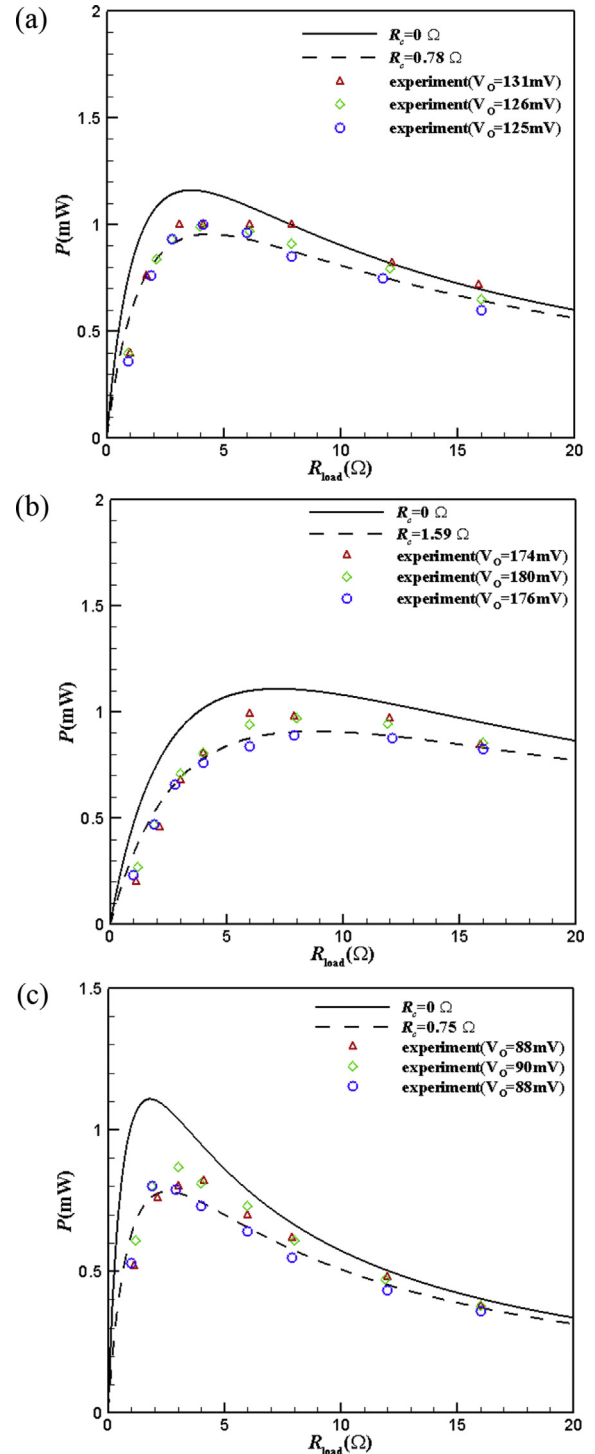 (a)
2
R_c=0 Ω
R_c=0.78 Ω
experiment(V_O=131mV)
experiment(V_O=126mV)
experiment(V_O=125mV)
1.5
1
0.5
0
P(mW)
0 5 10 15 20
R_load(Ω)
(b)
2
R_c=0 Ω
R_c=1.59 Ω
experiment(V_O=174mV)
experiment(V_O=180mV)
experiment(V_O=176mV)
1.5
1
0.5
0
P(mW)
0 5 10 15 20
R_load(Ω)
(c)
1.5
R_c=0 Ω
R_c=0.75 Ω
experiment(V_O=88mV)
experiment(V_O=90mV)
experiment(V_O=88mV)
1
0.5
0
P(mW)
0 5 10 15 20
R_load(Ω)